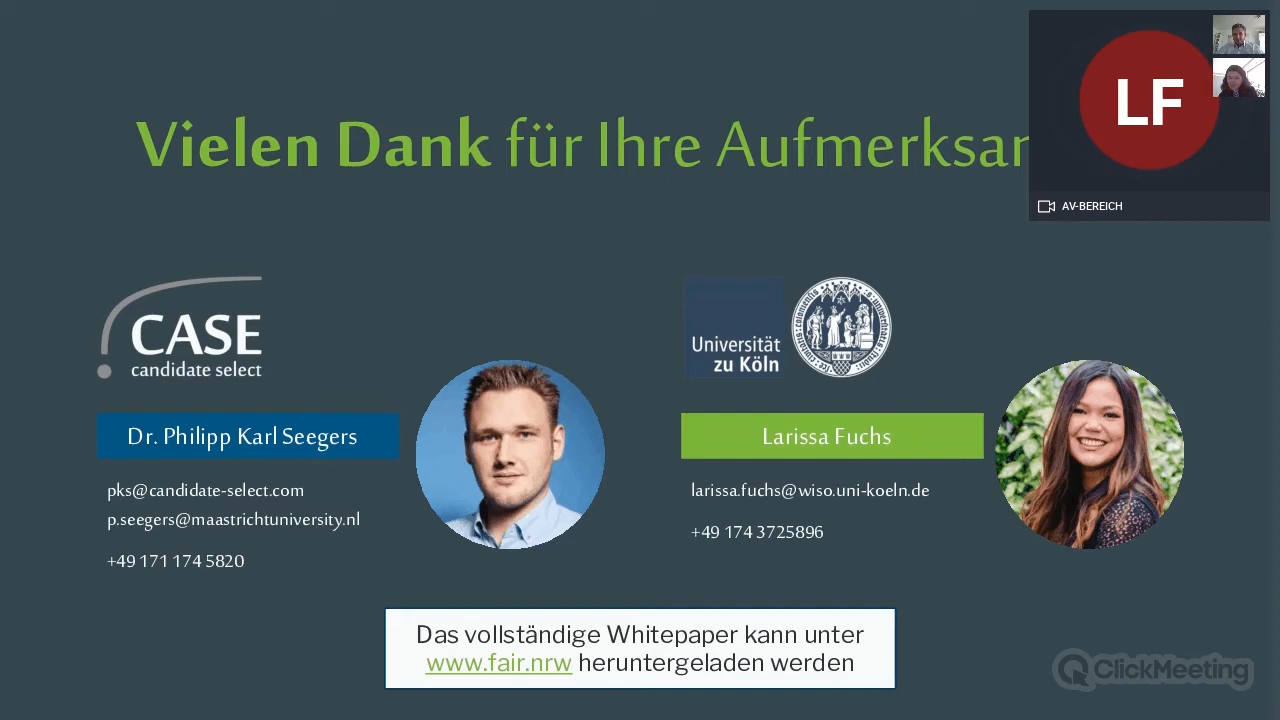 LF
AV-BEREICH
Vielen Dank für Ihre Aufmerksam
CASE
candidate select
Universität
zu Köln
Dr. Philipp Karl Seegers
Larissa Fuchs
pks@candidate-select.com
p.seegers@maastrichtuniversity.nl
+49 171 174 5820
larissa.fuchs@wiso.uni-koeln.de
+49 174 3725896
Das vollständige Whitepaper kann unter
www.fair.nrw heruntergeladen werden
ClickMeeting